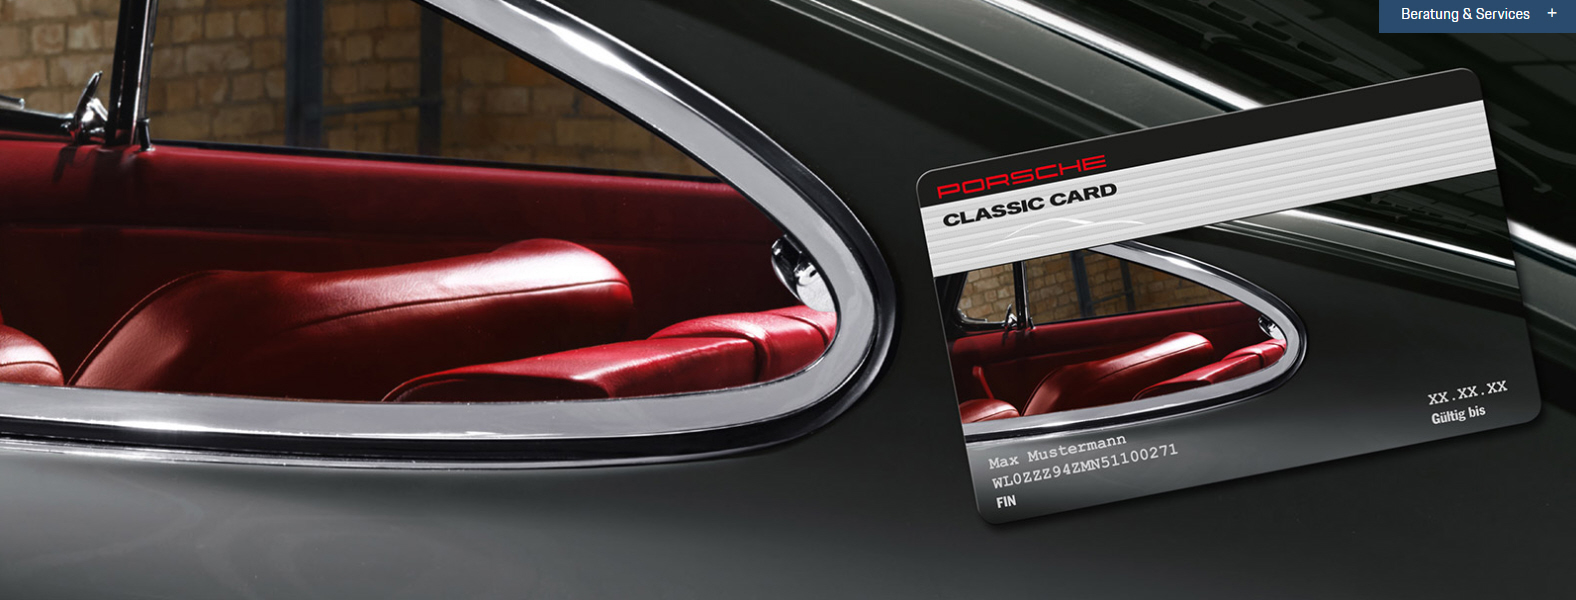 Beratung & Services +
PORSCHE
CLASSIC CARD
XX.XX.XX
Gültig bis
Max Mustermann
WL0ZZZ94ZMN51100271
FIN